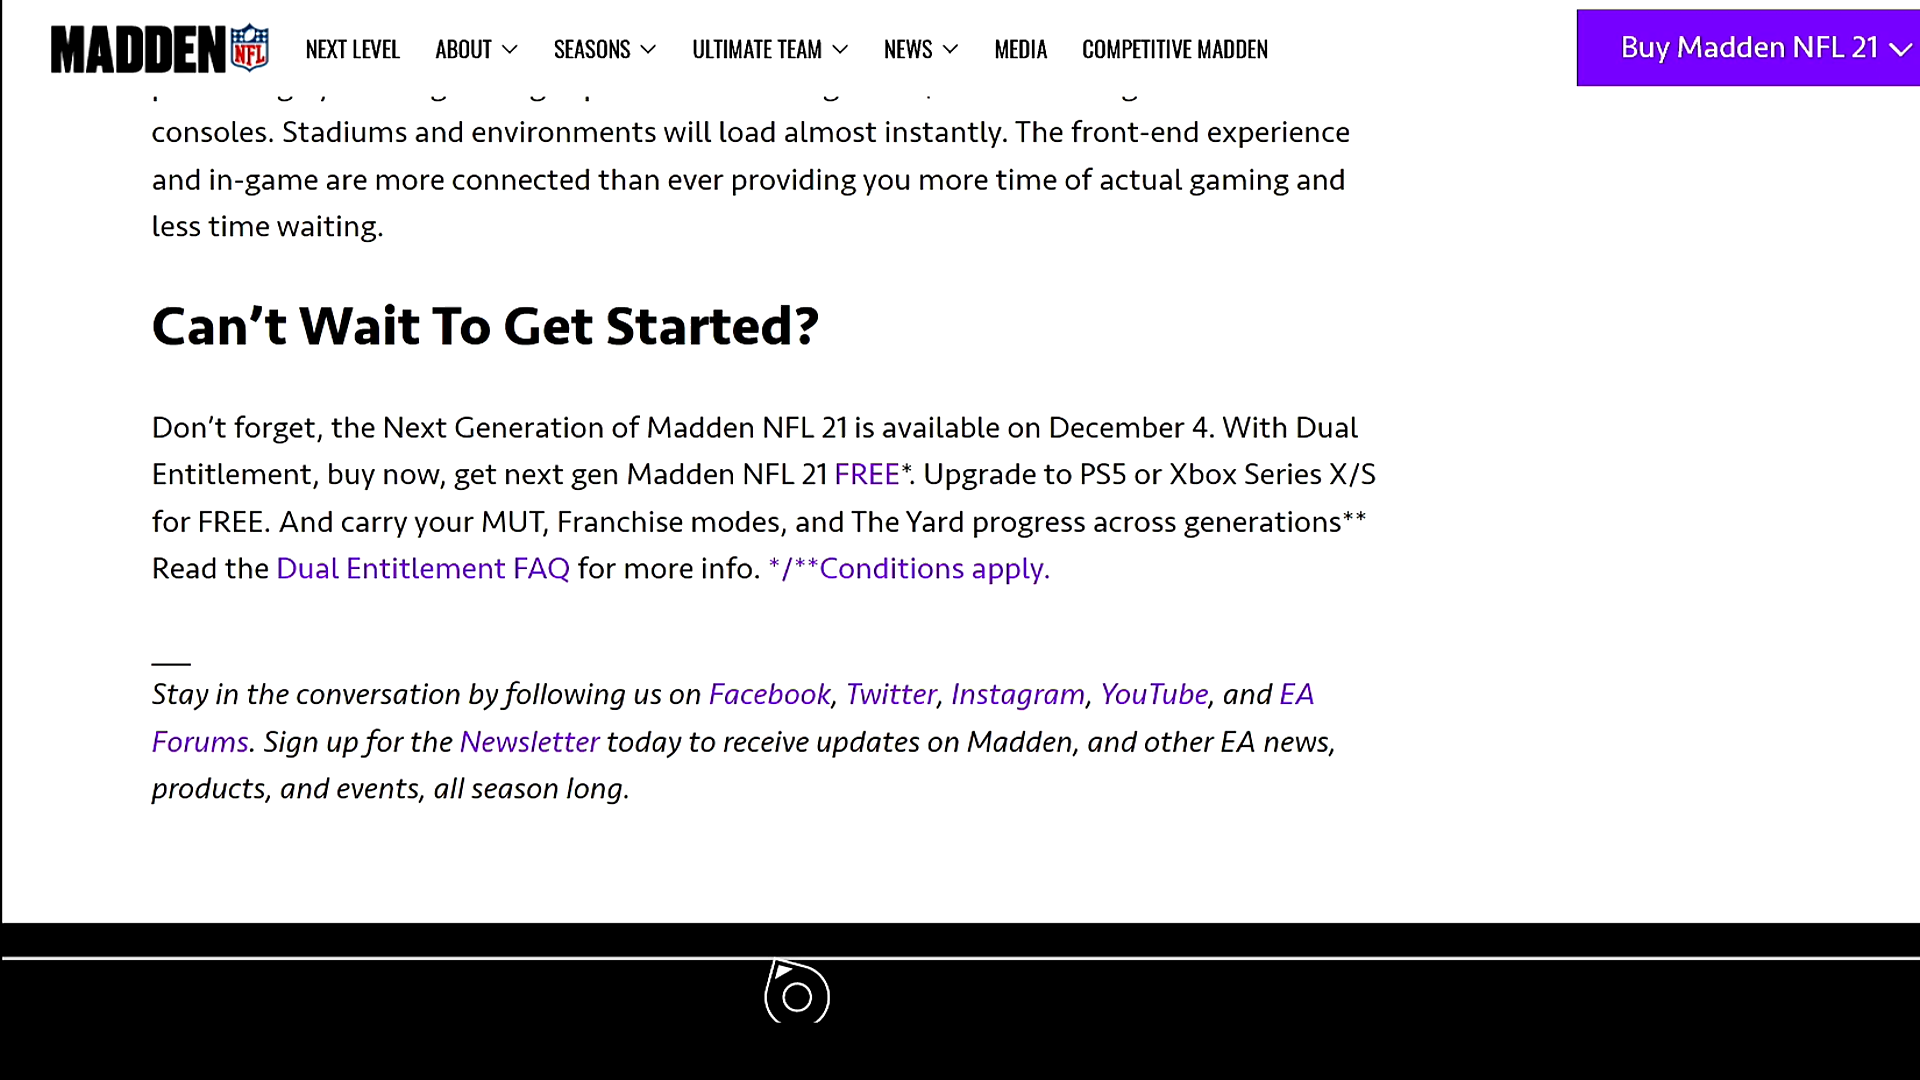 MADDEN NFL NEXT LEVEL ABOUT SEASONS ULTIMATE TEAM NEWS MEDIA COMPETITIVE MADDEN Buy Madden NFL 21
consoles. Stadiums and environments will load almost instantly. The front-end experience
and in-game are more connected than ever providing you more time of actual gaming and
less time waiting.
Can’t Wait To Get Started?
Don’t forget, the Next Generation of Madden NFL 21 is available on December 4. With Dual
Entitlement, buy now, get next gen Madden NFL 21 FREE*. Upgrade to PS5 or Xbox Series X/S
for FREE. And carry your MUT, Franchise modes, and The Yard progress across generations**
Read the Dual Entitlement FAQ for more info. */**Conditions apply.
Stay in the conversation by following us on Facebook, Twitter, Instagram, YouTube, and EA
Forums. Sign up for the Newsletter today to receive updates on Madden, and other EA news,
products, and events, all season long.